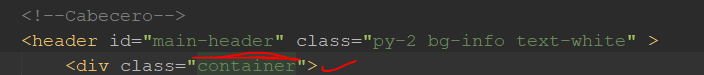 <!--Cabecero-->
<header id="main-header" class="py-2 bg-info text-white" >
<div class="container">